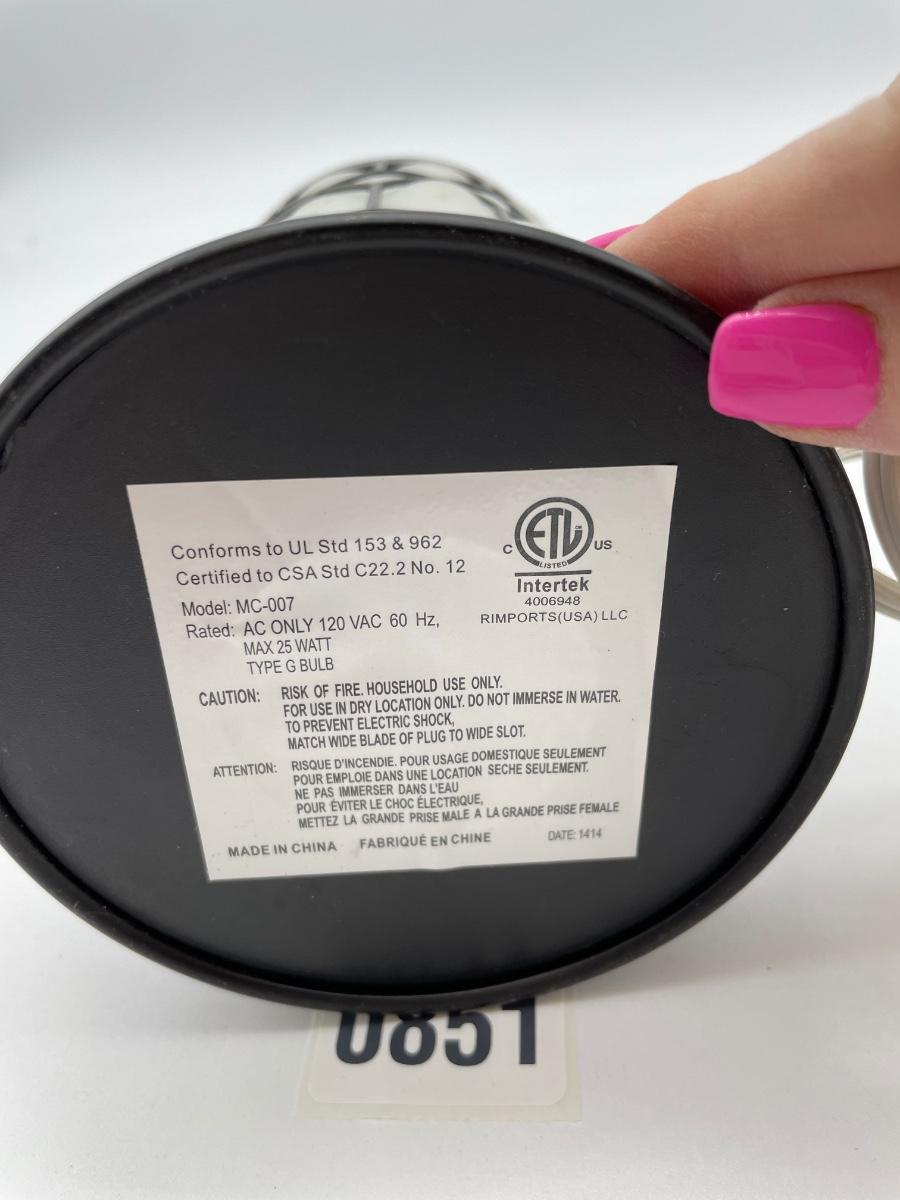 Conforms to UL Std 153 & 962
Certified to CSA Std C22.2 No. 12
ETL
CM
LISTED
C
US
Intertek
4006948
RIMPORTS(USA) LLC
Model: MC-007
Rated: AC ONLY 120 VAC 60 Hz,
MAX 25 WATT
TYPE G BULB
CAUTION: RISK OF FIRE. HOUSEHOLD USE ONLY.
FOR USE IN DRY LOCATION ONLY. DO NOT IMMERSE IN WATER.
TO PREVENT ELECTRIC SHOCK,
MATCH WIDE BLADE OF PLUG TO WIDE SLOT.
ATTENTION: RISQUE D'INCENDIE. POUR USAGE DOMESTIQUE SEULEMENT
POUR EMPLOIE DANS UNE LOCATION SECHE SEULEMENT.
NE PAS IMMERSER DANS L'EAU
POUR ÉVITER LE CHOC ÉLECTRIQUE,
METTEZ LA GRANDE PRISE MALE A LA GRANDE PRISE FEMALE
MADE IN CHINA FABRIQUÉ EN CHINE DATE: 1414
0851